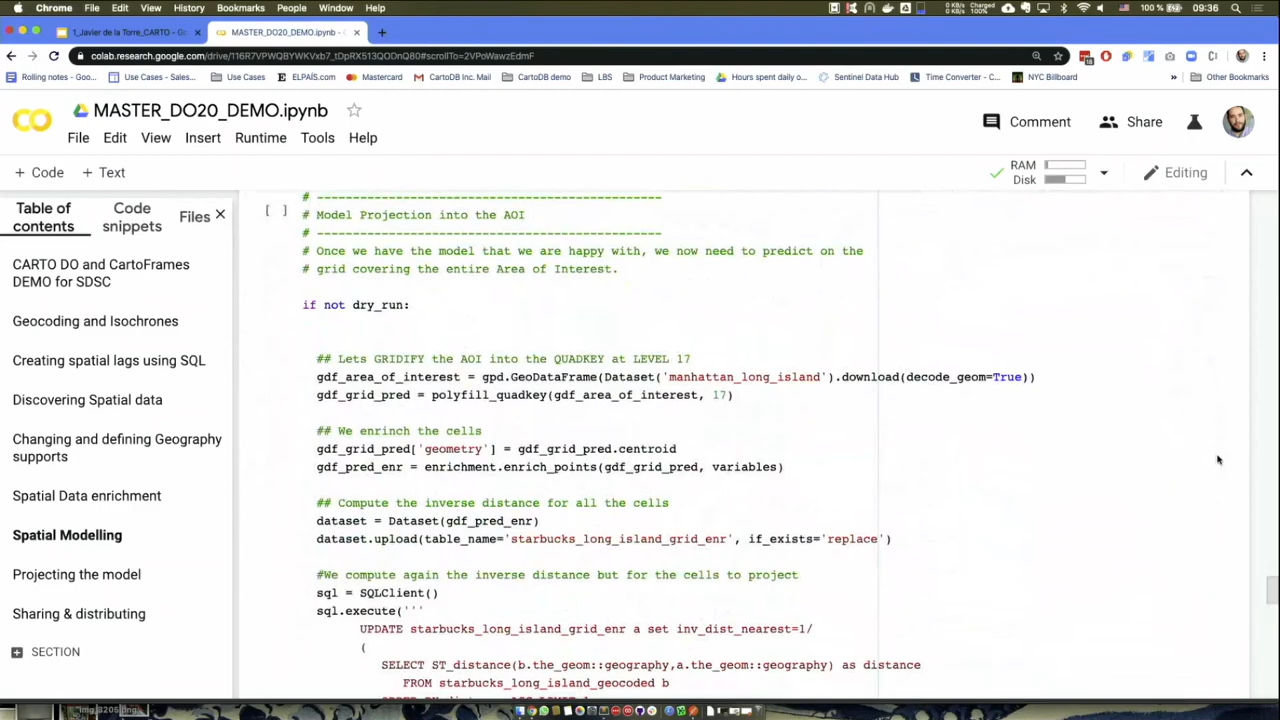 Chrome File Edit View History Bookmarks People Window Help
0 KB/s 0 KB/s Charged 100% 100 % 09:36
1_Javier de la Torre_CARTO - G
MASTER_DO20_DEMO.ipynb -
colab.research.google.com/drive/116R7VPWQBYWKVxb7_tDpRX513QODnQ80#scrollTo=2VPoWawzEdmF
Rolling notes - Goo... Use Cases - Sales... Use Cases ELPAÍS.com Mastercard CartoDB Inc. Mail CartoDB demo LBS Product Marketing Hours spent daily o... Sentinel Data Hub Time Converter - C... NYC Billboard » Other Bookmarks
MASTER_DO20_DEMO.ipynb
File Edit View Insert Runtime Tools Help
Comment Share
+ Code + Text
RAM
Disk
Editing
Table of contents
Code snippets
Files
CARTO DO and CartoFrames
DEMO for SDSC
Geocoding and Isochrones
Creating spatial lags using SQL
Discovering Spatial data
Changing and defining Geography
supports
Spatial Data enrichment
Spatial Modelling
Projecting the model
Sharing & distributing
SECTION
[ ]
# ------------------------------------------------
# Model Projection into the AOI
# ------------------------------------------------
# Once we have the model that we are happy with, we now need to predict on the
# grid covering the entire Area of Interest.
if not dry_run:
## Lets GRIDIFY the AOI into the QUADKEY at LEVEL 17
gdf_area_of_interest = gpd.GeoDataFrame(Dataset('manhattan_long_island').download(decode_geom=True))
gdf_grid_pred = polyfill_quadkey(gdf_area_of_interest, 17)
## We enrinch the cells
gdf_grid_pred['geometry'] = gdf_grid_pred.centroid
gdf_pred_enr = enrichment.enrich_points(gdf_grid_pred, variables)
## Compute the inverse distance for all the cells
dataset = Dataset(gdf_pred_enr)
dataset.upload(table_name='starbucks_long_island_grid_enr', if_exists='replace')
#We compute again the inverse distance but for the cells to project
sql = SQLClient()
sql.execute('''
UPDATE starbucks_long_island_grid_enr a set inv_dist_nearest=1/
(
SELECT ST_distance(b.the_geom::geography,a.the_geom::geography) as distance
FROM starbucks_long_island_geocoded b